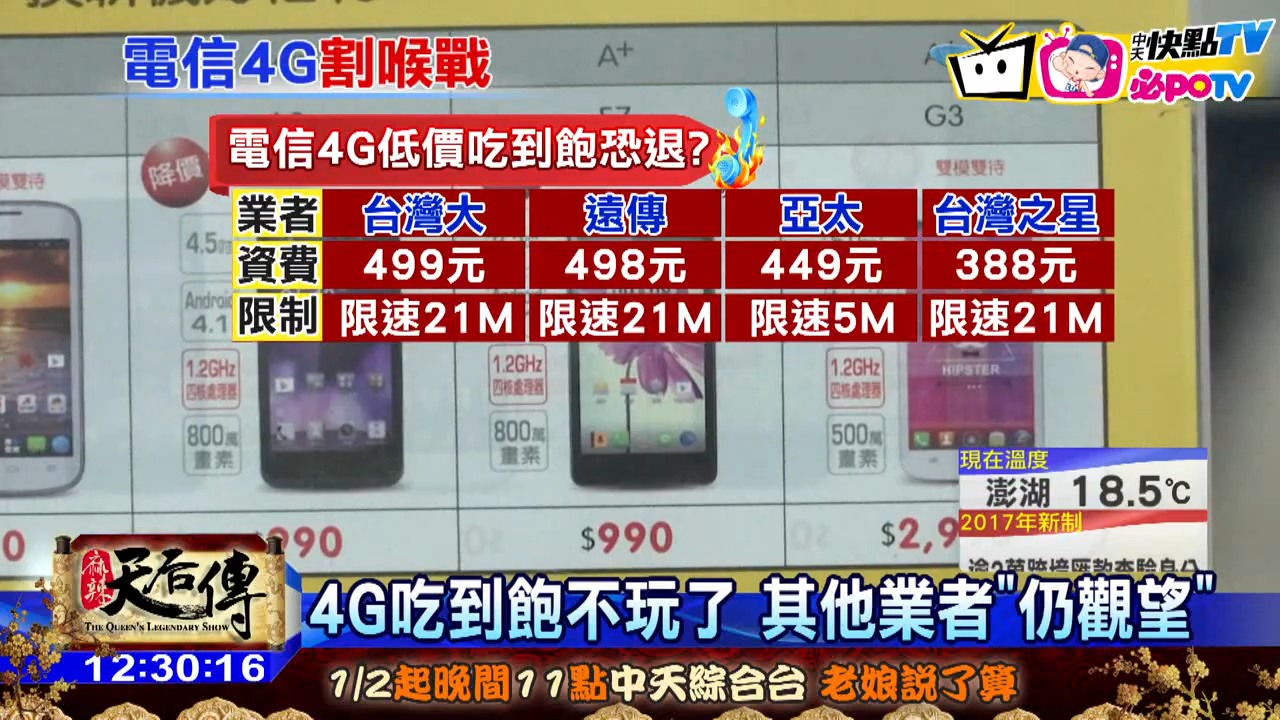 電信4G割喉戰
中天快點TV
必POTV
A+
G3
電信4G低價吃到飽恐退?
降價
雙模雙待
業者 台灣大 遠傳 亞太 台灣之星
資費 499元 498元 449元 388元
限制 限速21M 限速21M 限速5M 限速21M
4.5
Android
4.1
1.2GHz
四核處理器
1.2GHz
四核處理器
1.2GHz
四核處理器
HIPSTER
800萬
畫素
800萬
畫素
500萬
畫素
現在溫度
澎湖 18.5℃
2017年新制
990
$990
$2,9
麻辣天后傳
THE QUEEN'S LEGENDARY SHOW
4G吃到飽不玩了 其他業者"仍觀望"
12:30:16
1/2起晚間11點中天綜合台 老娘說了算